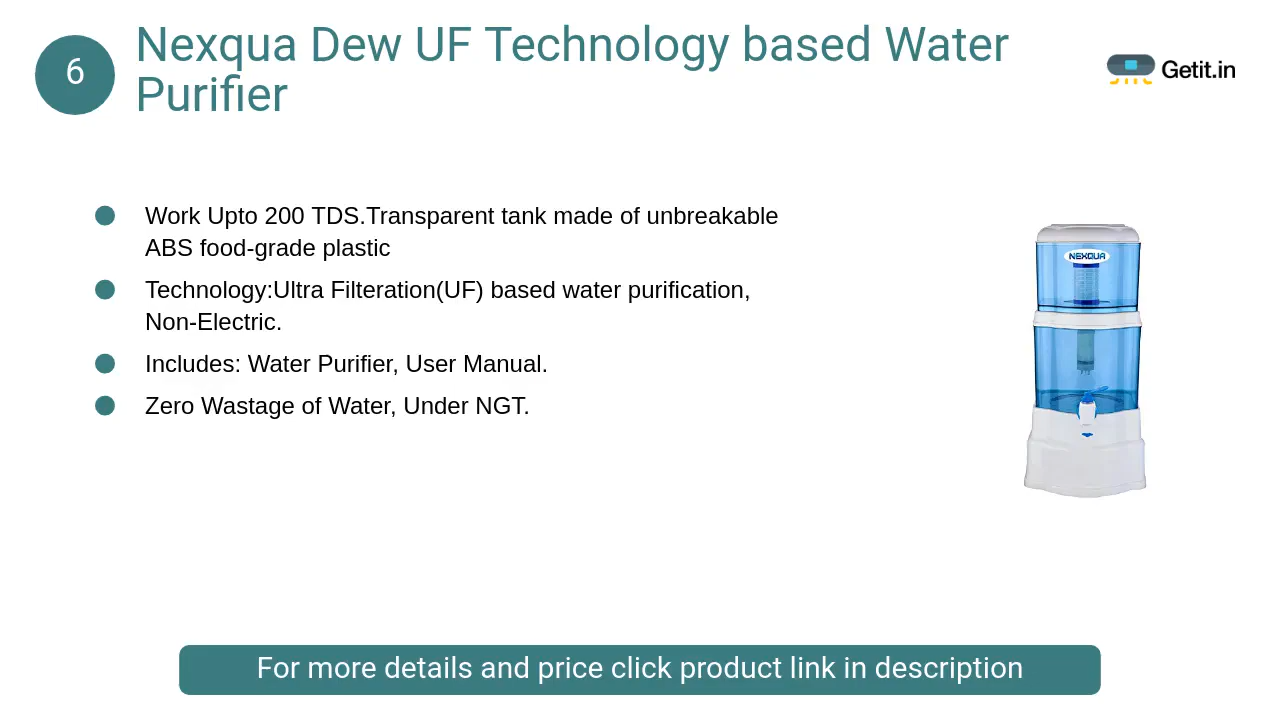 6
Nexqua Dew UF Technology based Water
Purifier
Getit.in
Work Upto 200 TDS.Transparent tank made of unbreakable
ABS food-grade plastic
Technology:Ultra Filteration(UF) based water purification,
Non-Electric.
Includes: Water Purifier, User Manual.
Zero Wastage of Water, Under NGT.
NEXQUA
For more details and price click product link in description